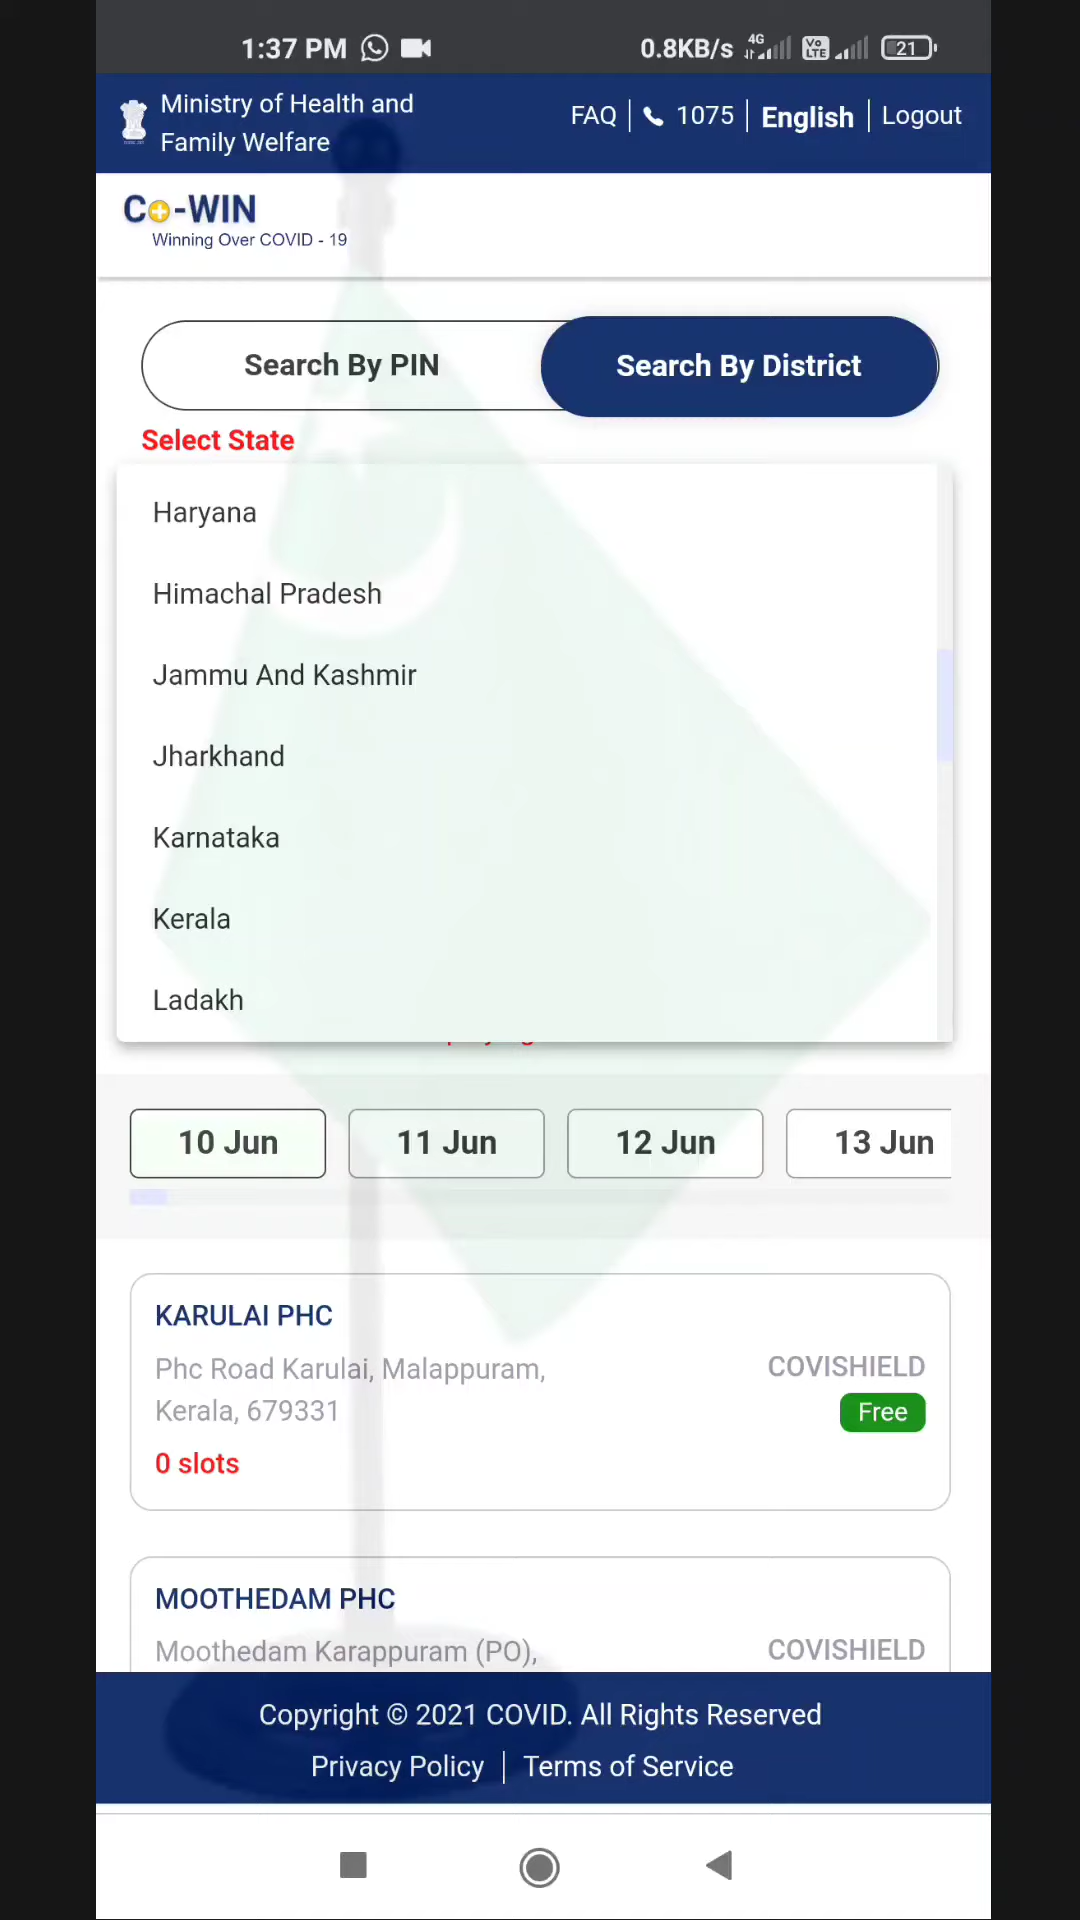 1:37 PM
0.8KB/s 4G Vo LTE 21
Ministry of Health and
Family Welfare
FAQ | 1075 | English | Logout
Co-WIN
Winning Over COVID - 19
Search By PIN
Search By District
Select State
Haryana
Himachal Pradesh
Jammu And Kashmir
Jharkhand
Karnataka
Kerala
Ladakh
10 Jun
11 Jun
12 Jun
13 Jun
KARULAI PHC
Phc Road Karulai, Malappuram,
Kerala, 679331
COVISHIELD
Free
0 slots
MOOTHEDAM PHC
Moothedam Karappuram (PO),
COVISHIELD
Copyright © 2021 COVID. All Rights Reserved
Privacy Policy | Terms of Service